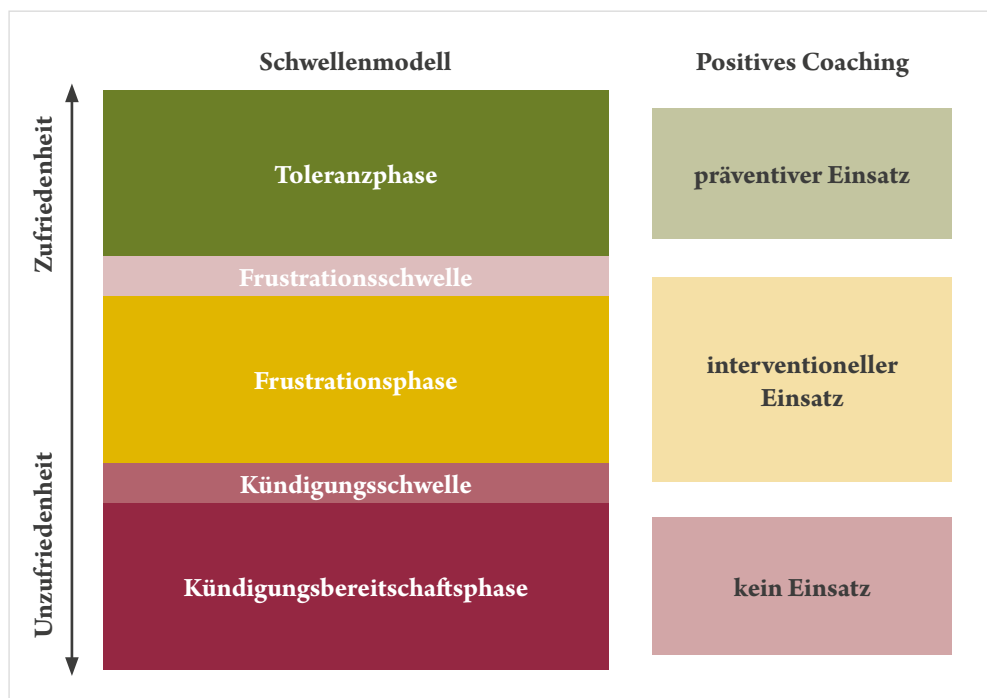 Schwellenmodell
Positives Coaching
Zufriedenheit
Unzufriedenheit
Toleranzphase
präventiver Einsatz
Frustrationsschwelle
Frustrationsphase
interventioneller
Einsatz
Kündigungsschwelle
Kündigungsbereitschaftsphase
kein Einsatz